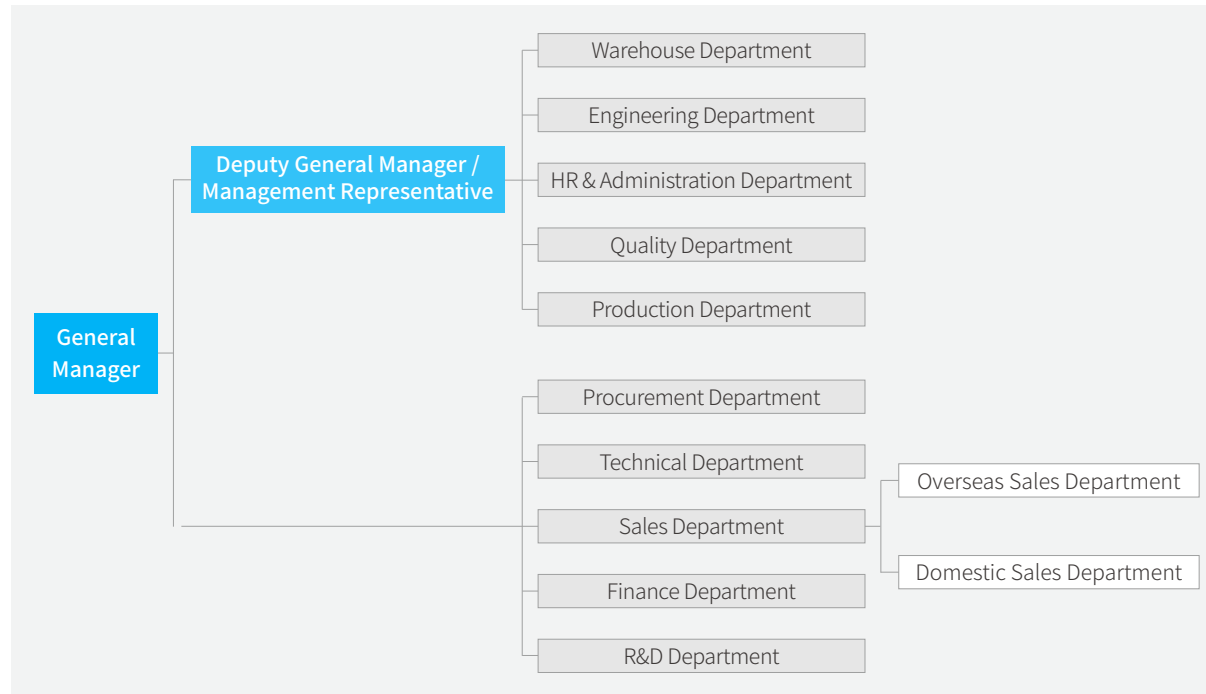 General
Manager
Deputy General Manager /
Management Representative
Warehouse Department
Engineering Department
HR & Administration Department
Quality Department
Production Department
Procurement Department
Technical Department
Sales Department
Finance Department
R&D Department
Overseas Sales Department
Domestic Sales Department